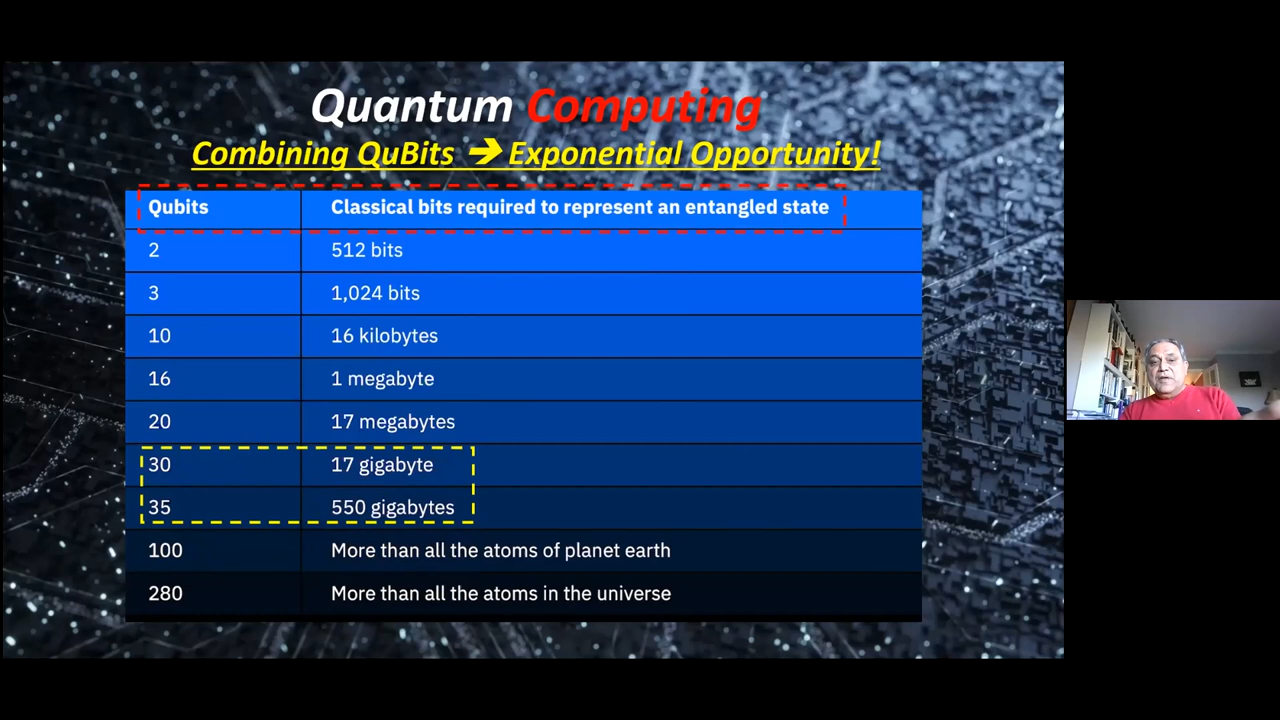 Quantum Computing
Combining QuBits ➔ Exponential Opportunity!
Qubits Classical bits required to represent an entangled state
2 512 bits
3 1,024 bits
10 16 kilobytes
16 1 megabyte
20 17 megabytes
30 17 gigabyte
35 550 gigabytes
100 More than all the atoms of planet earth
280 More than all the atoms in the universe